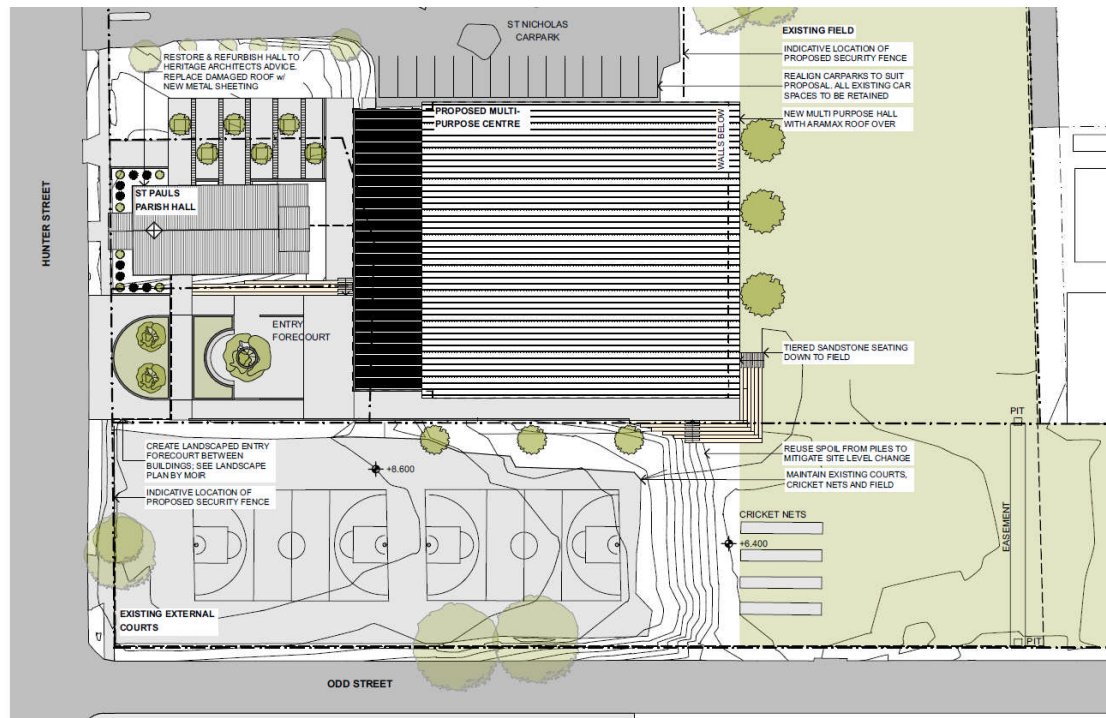 ST NICHOLAS
CARPARK
EXISTING FIELD
INDICATIVE LOCATION OF
PROPOSED SECURITY FENCE
REALIGN CARPARKS TO SUIT
PROPOSAL. ALL EXISTING CAR
SPACES TO BE RETAINED
NEW MULTI PURPOSE HALL
WITH ARAMAX ROOF OVER
RESTORE & REFURBISH HALL TO
HERITAGE ARCHITECTS ADVICE.
REPLACE DAMAGED ROOF w/
NEW METAL SHEETING
PROPOSED MULTI-
PURPOSE CENTRE
WALLS BELOW
ST PAULS
PARISH HALL
HUNTER STREET
ENTRY
FORECOURT
TIERED SANDSTONE SEATING
DOWN TO FIELD
PIT
CREATE LANDSCAPED ENTRY
FORECOURT BETWEEN
BUILDINGS; SEE LANDSCAPE
PLAN BY MOIR
INDICATIVE LOCATION OF
PROPOSED SECURITY FENCE
+8.600
REUSE SPOIL FROM PILES TO
MITIGATE SITE LEVEL CHANGE
MAINTAIN EXISTING COURTS,
CRICKET NETS AND FIELD
CRICKET NETS
+6.400
EASEMENT
EXISTING EXTERNAL
COURTS
PIT
ODD STREET